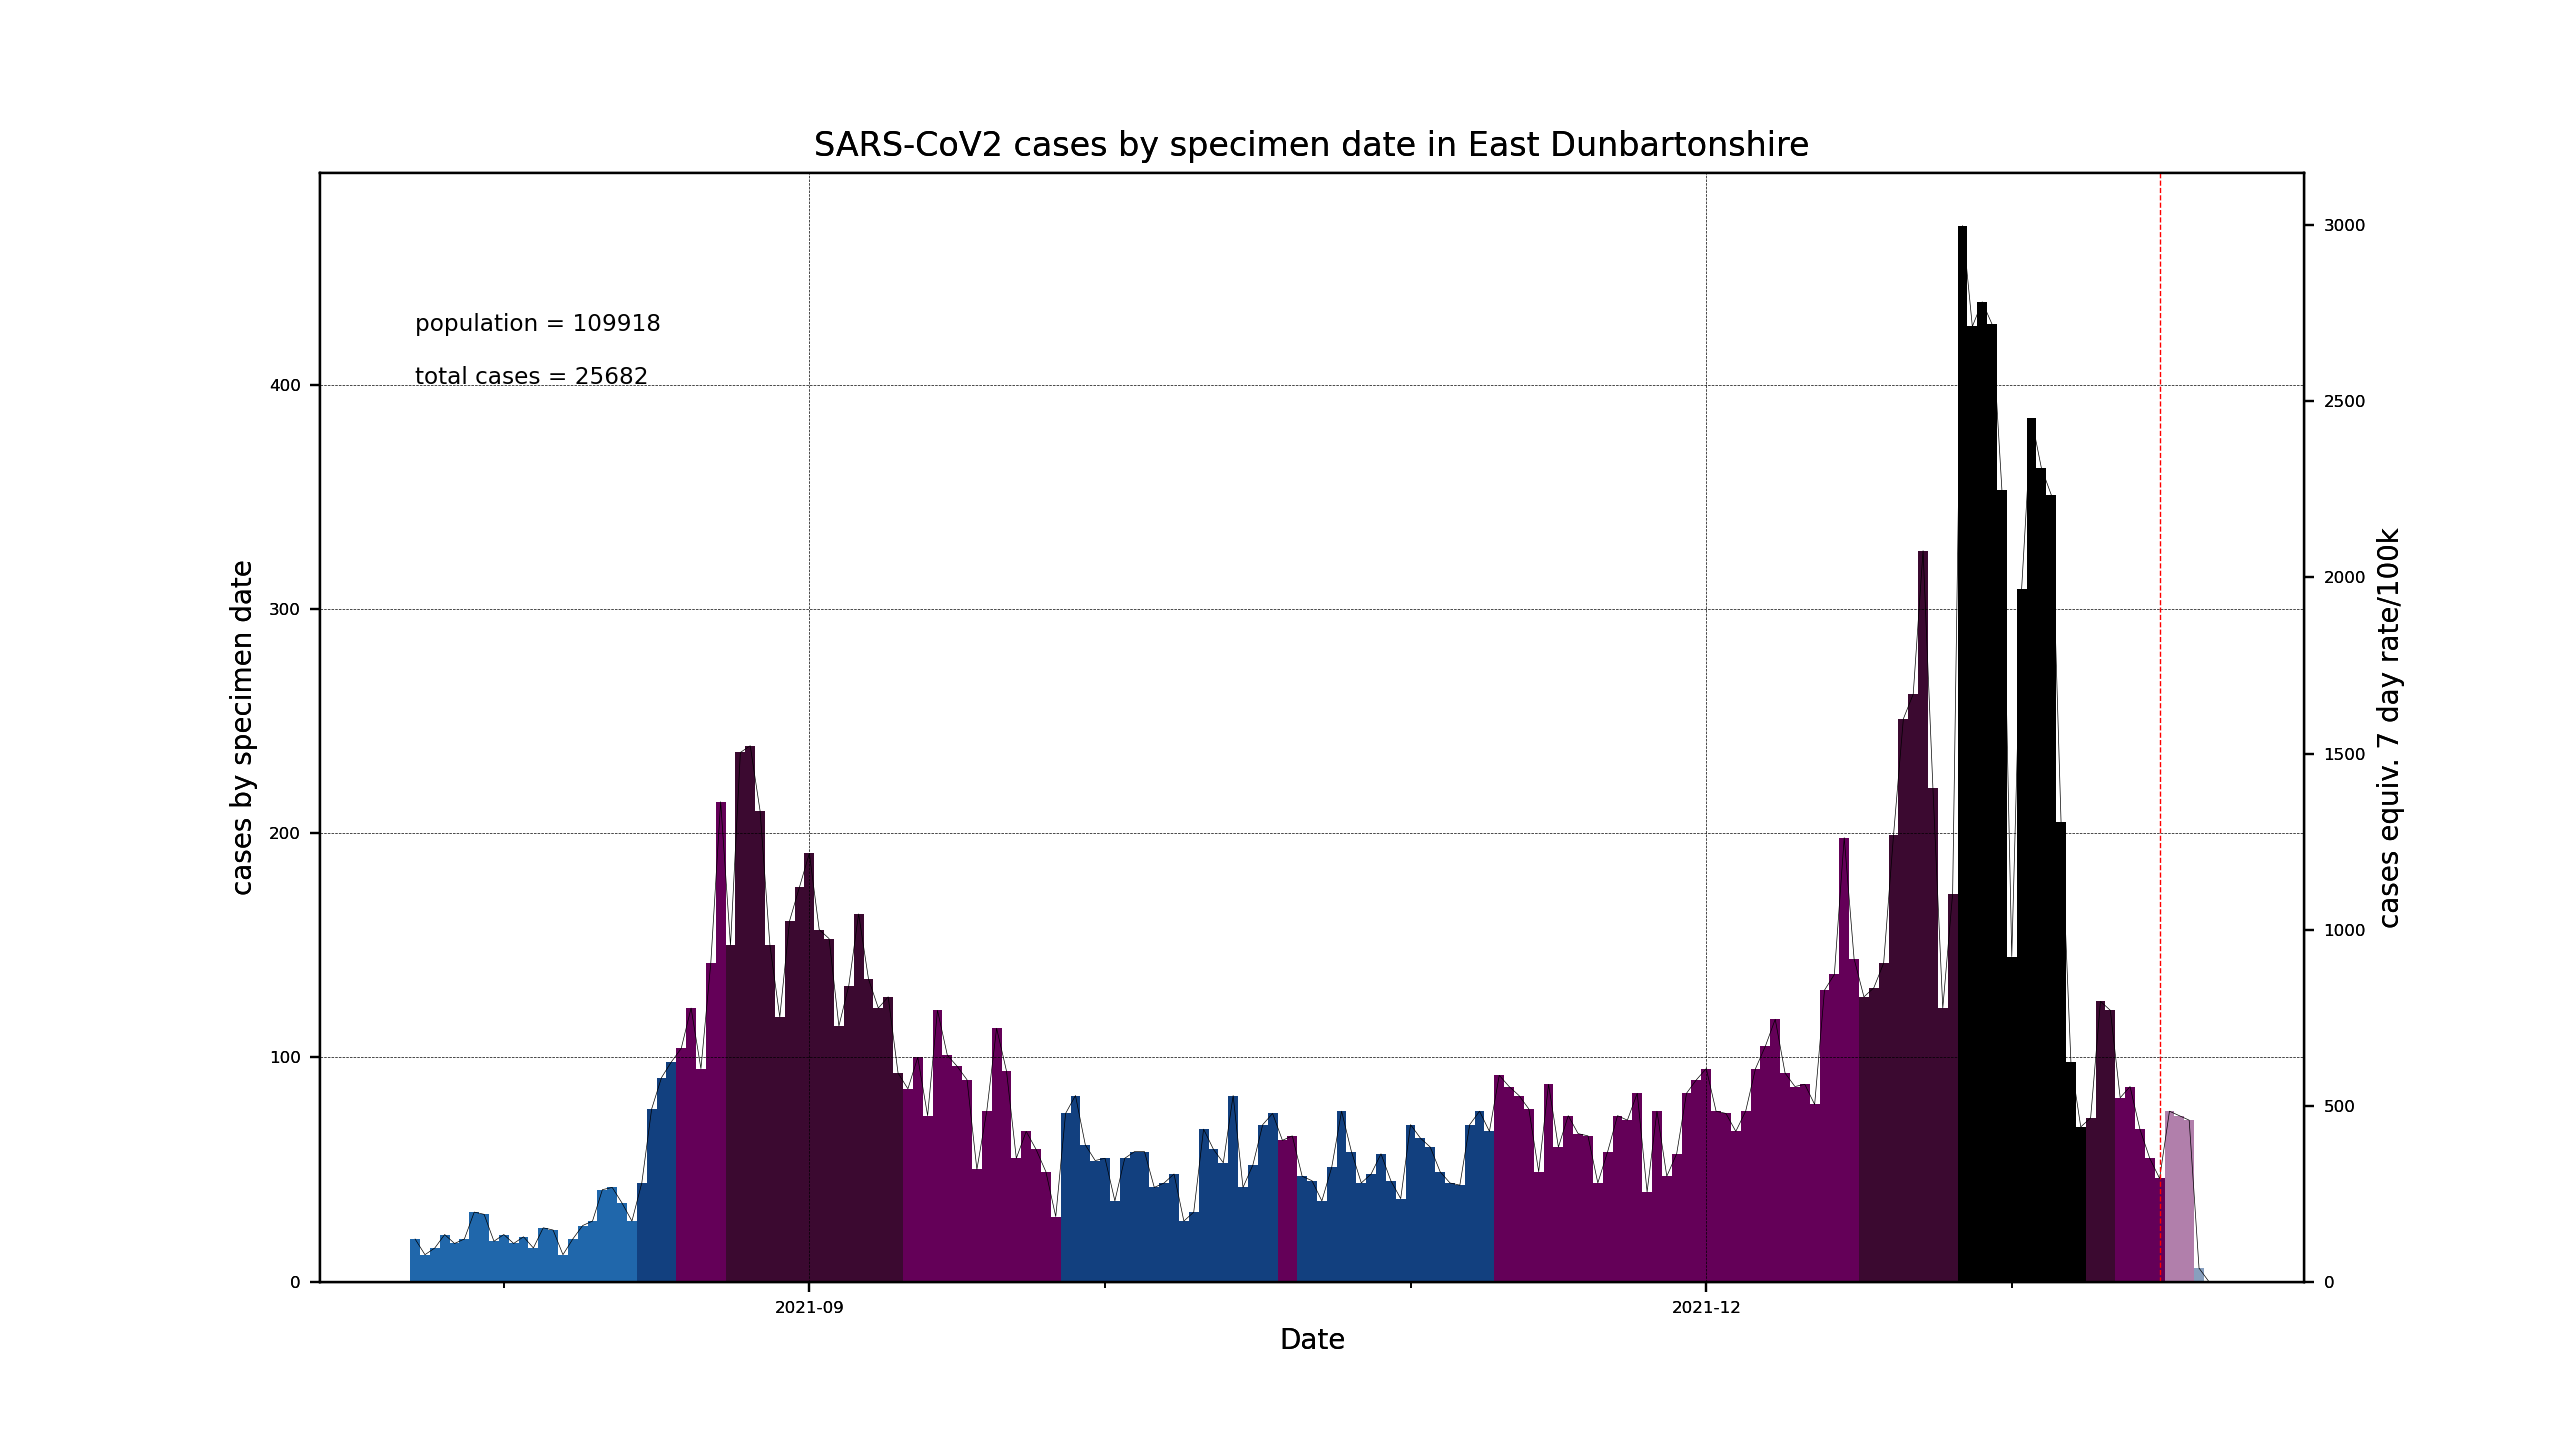 SARS-CoV2 cases by specimen date in East Dunbartonshire
population = 109918
total cases = 25682
cases by specimen date
400
300
200
100
0
3000
2500
2000
1500
1000
500
0
cases equiv. 7 day rate/100k
2021-09
2021-12
Date